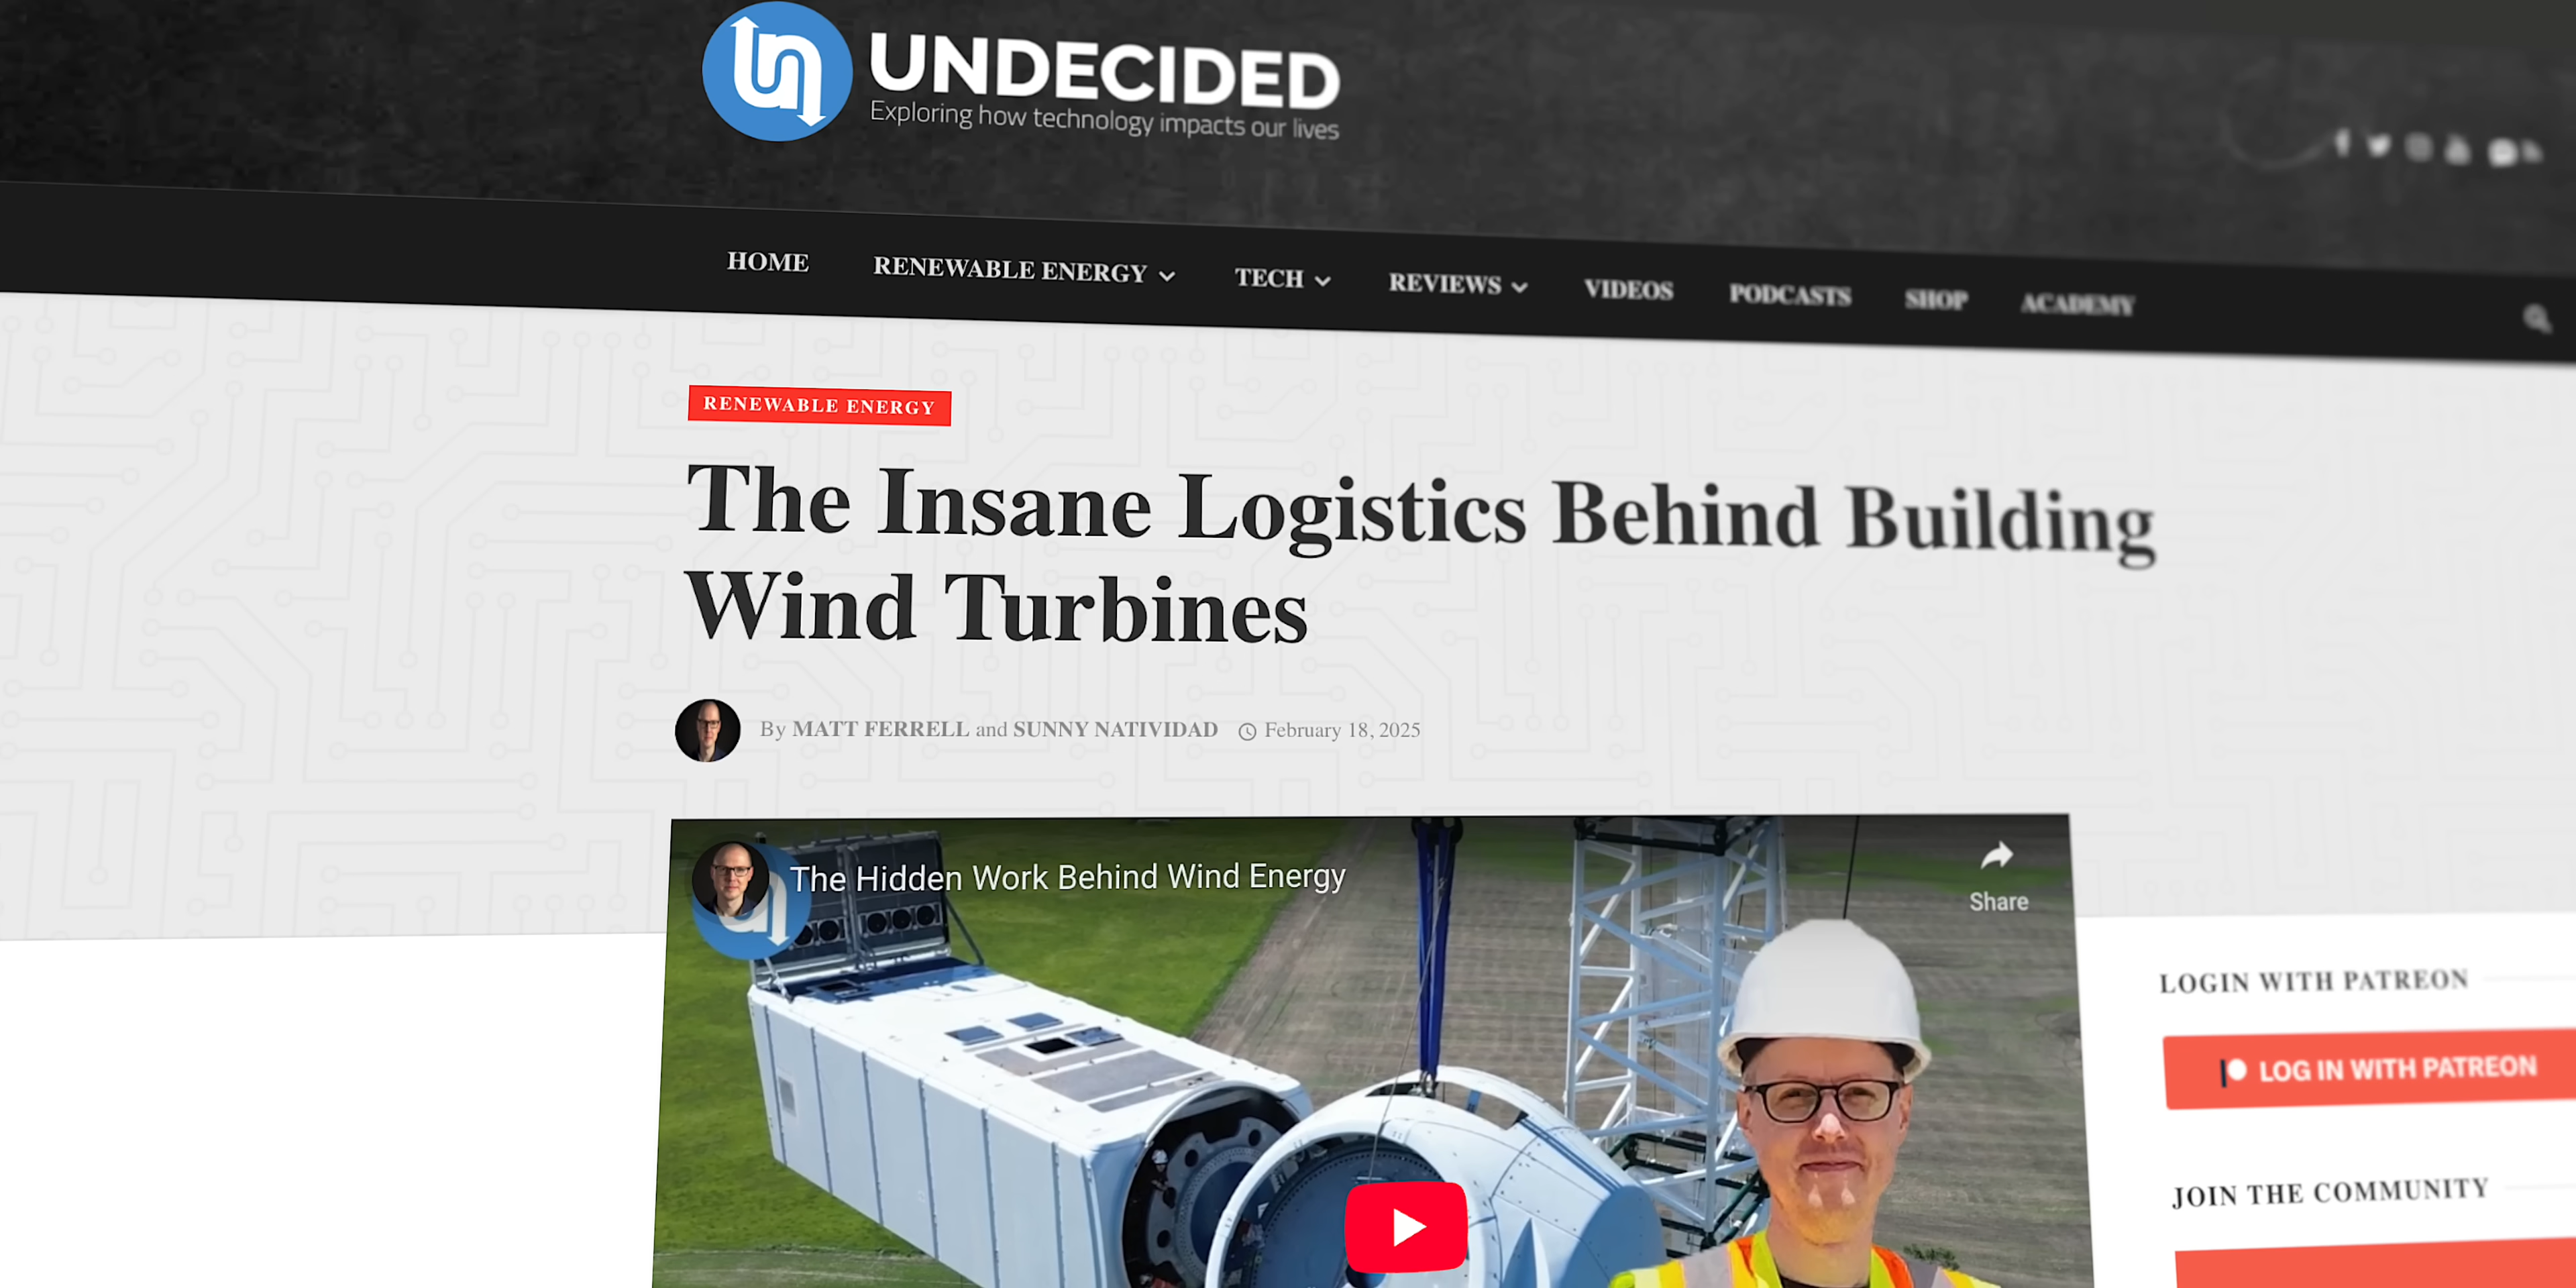 UNDECIDED
Exploring how technology impacts our lives
HOME RENEWABLE ENERGY TECH REVIEWS VIDEOS PODCASTS SHOP ACADEMY
RENEWABLE ENERGY
The Insane Logistics Behind Building
Wind Turbines
By MATT FERRELL and SUNNY NATIVIDAD February 18, 2025
The Hidden Work Behind Wind Energy
Share
LOGIN WITH PATREON
LOG IN WITH PATREON
JOIN THE COMMUNITY